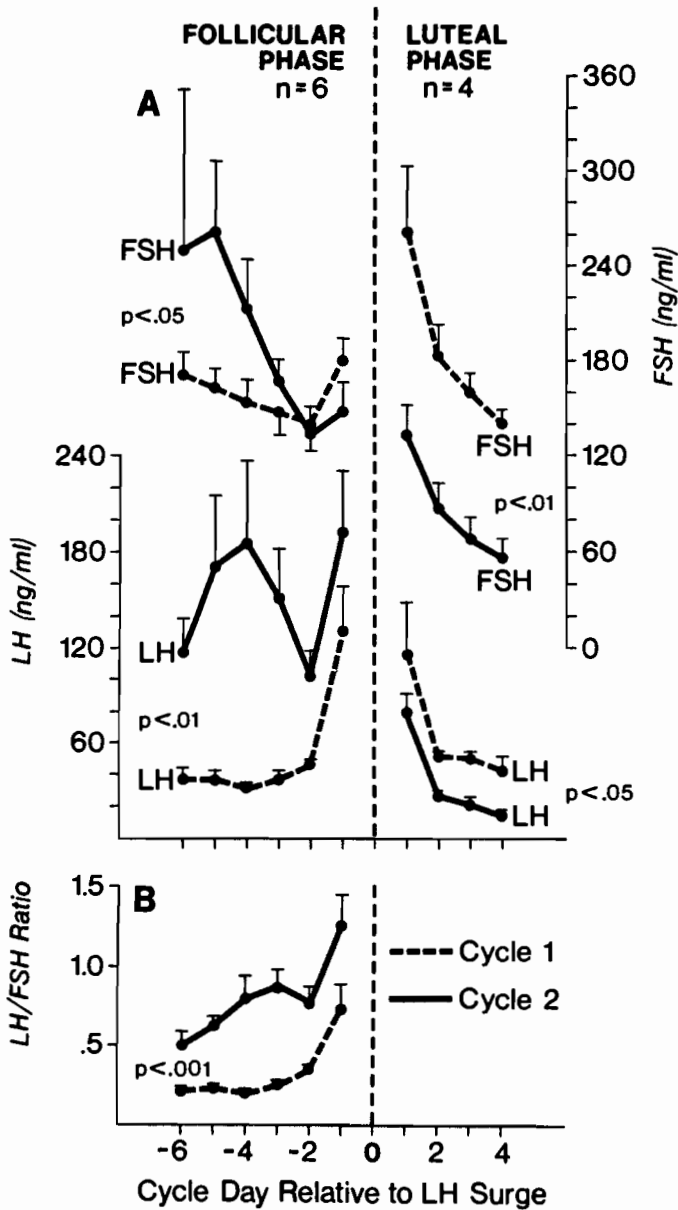 FOLLICULAR PHASE n=6
LUTEAL PHASE n=4
A
360
300
240
180
120
60
0
FSH (ng/ml)
FSH
p<.05
FSH
FSH
p<.01
FSH
240
180
120
60
LH (ng/ml)
LH
p<.01
LH
LH
p<.05
LH
B
1.5
1.0
.5
LH/FSH Ratio
p<.001
Cycle 1
Cycle 2
-6 -4 -2 0 2 4
Cycle Day Relative to LH Surge